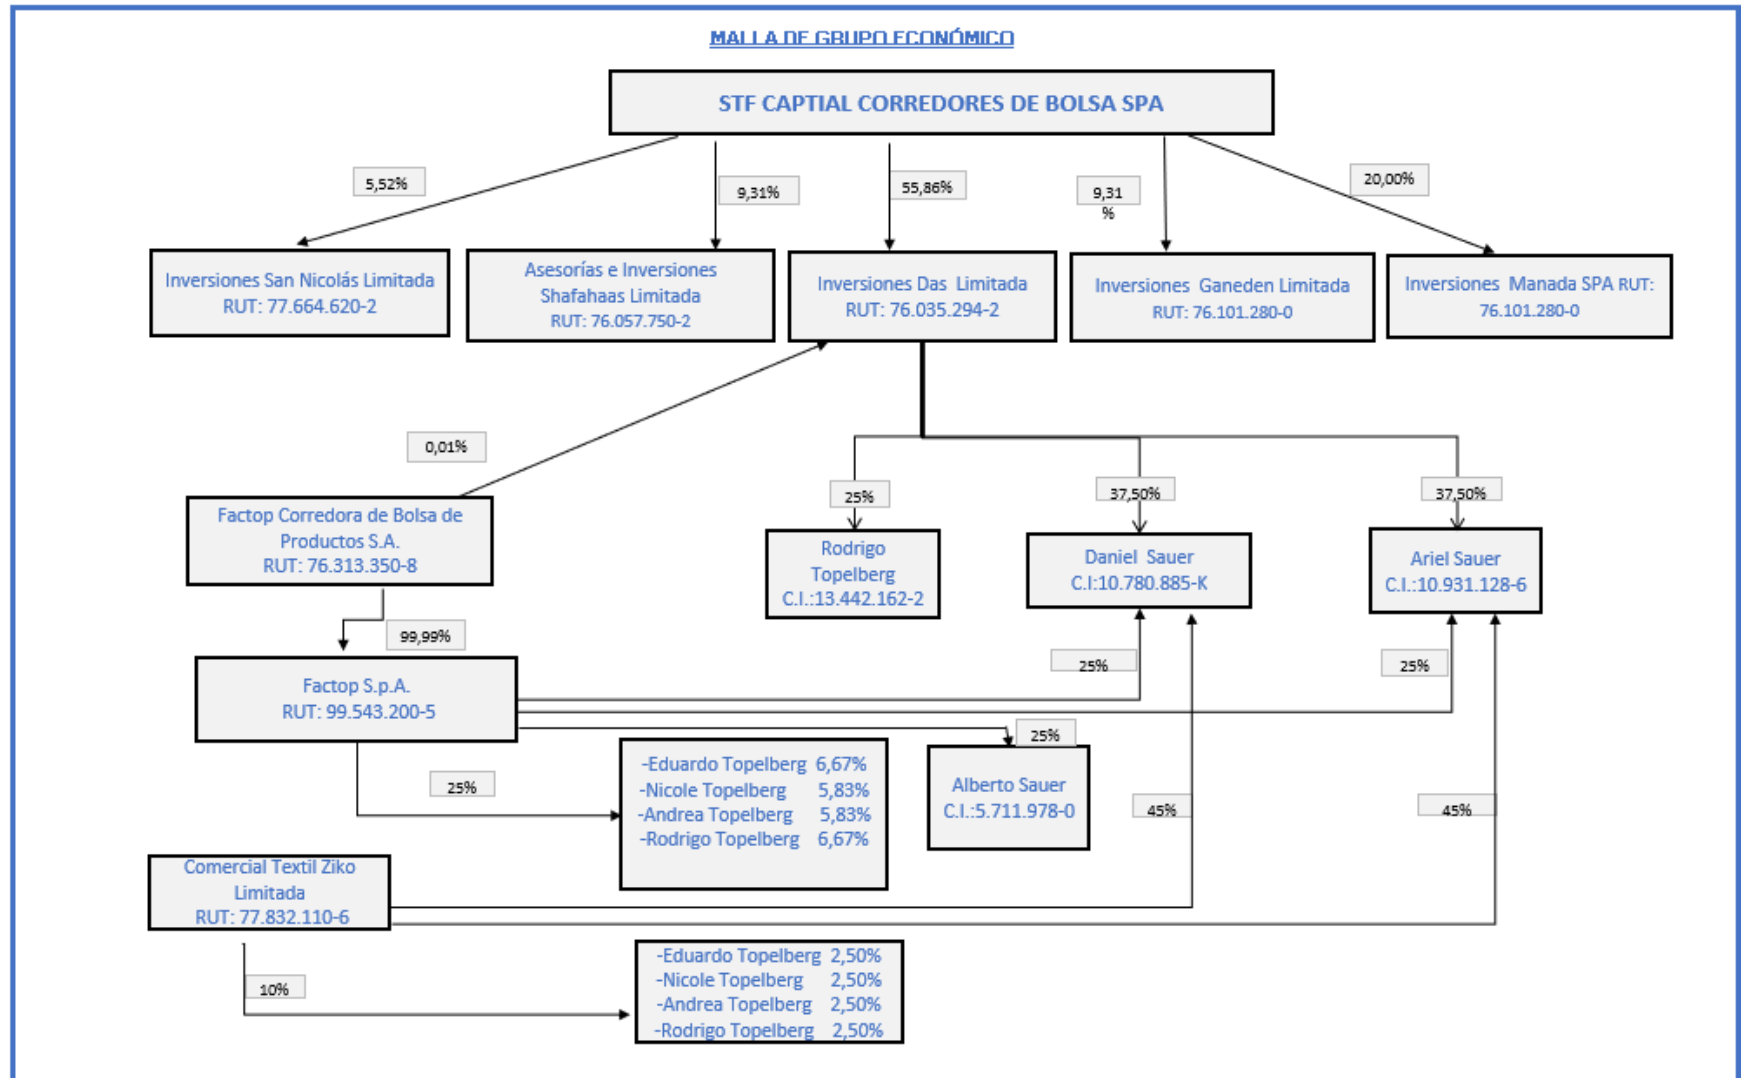 MALLA DE GRUPO ECONÓMICO
STF CAPTIAL CORREDORES DE BOLSA SPA
5,52%
9,31%
55,86%
9,31
%
20,00%
Inversiones San Nicolás Limitada
RUT: 77.664.620-2
Asesorías e Inversiones
Shafahaas Limitada
RUT: 76.057.750-2
Inversiones Das Limitada
RUT: 76.035.294-2
Inversiones Ganeden Limitada
RUT: 76.101.280-0
Inversiones Manada SPA RUT:
76.101.280-0
0,01%
25%
37,50%
37,50%
Factop Corredora de Bolsa de
Productos S.A.
RUT: 76.313.350-8
Rodrigo
Topelberg
C.I.:13.442.162-2
Daniel Sauer
C.I:10.780.885-K
Ariel Sauer
C.I.:10.931.128-6
99,99%
25%
25%
Factop S.p.A.
RUT: 99.543.200-5
25%
25%
-Eduardo Topelberg 6,67%
-Nicole Topelberg 5,83%
-Andrea Topelberg 5,83%
-Rodrigo Topelberg 6,67%
Alberto Sauer
C.I.:5.711.978-0
45%
45%
Comercial Textil Ziko
Limitada
RUT: 77.832.110-6
10%
-Eduardo Topelberg 2,50%
-Nicole Topelberg 2,50%
-Andrea Topelberg 2,50%
-Rodrigo Topelberg 2,50%